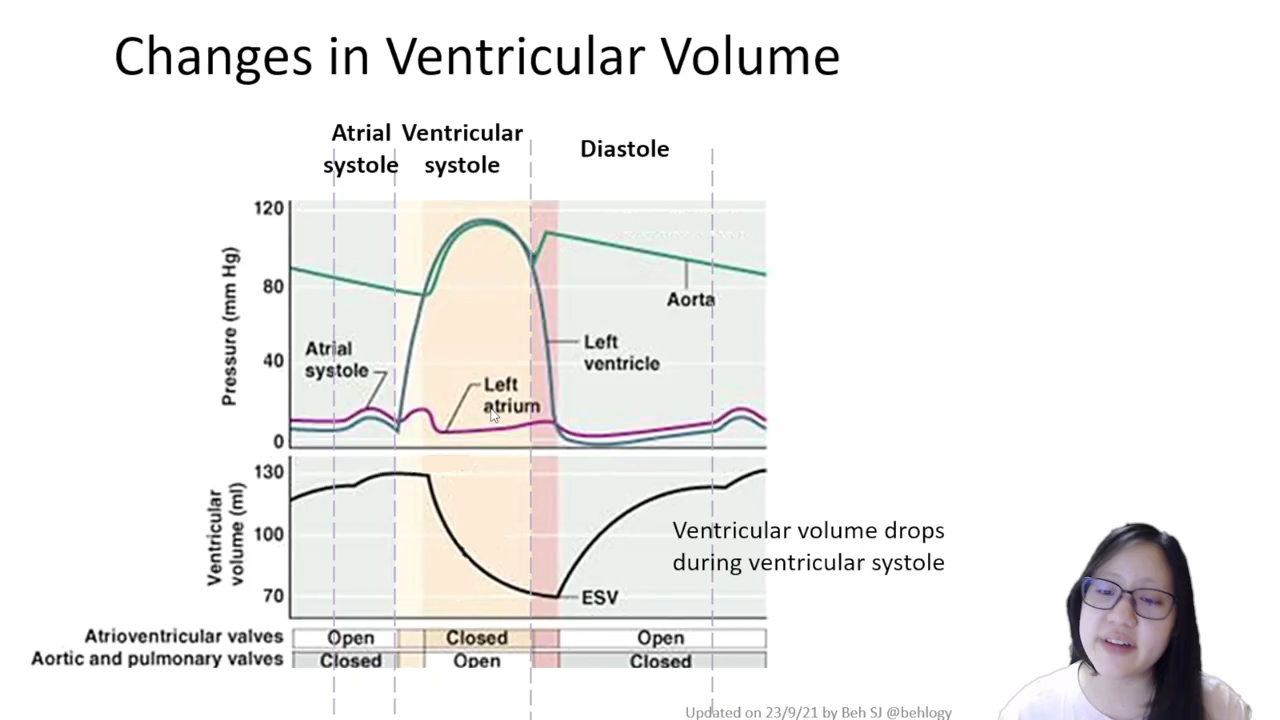 Changes in Ventricular Volume
Atrial
systole
Ventricular
systole
Diastole
120
80
40
0
Pressure (mm Hg)
Atrial
systole
Left
atrium
Left
ventricle
Aorta
130
100
70
Ventricular
volume (ml)
ESV
Ventricular volume drops
during ventricular systole
Atrioventricular valves
Open
Closed
Open
Aortic and pulmonary valves
Closed
Open
Closed
Updated on 23/9/21 by Beh SJ @behlogy